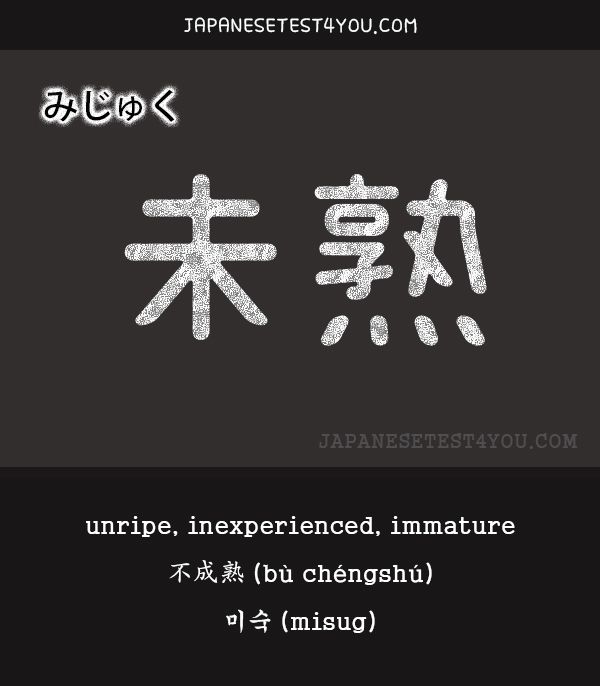 JAPANESETEST4YOU.COM
みじゅく
未熟
JAPANESETEST4YOU.COM
unripe, inexperienced, immature
不成熟 (bù chéngshú)
미숙 (misug)